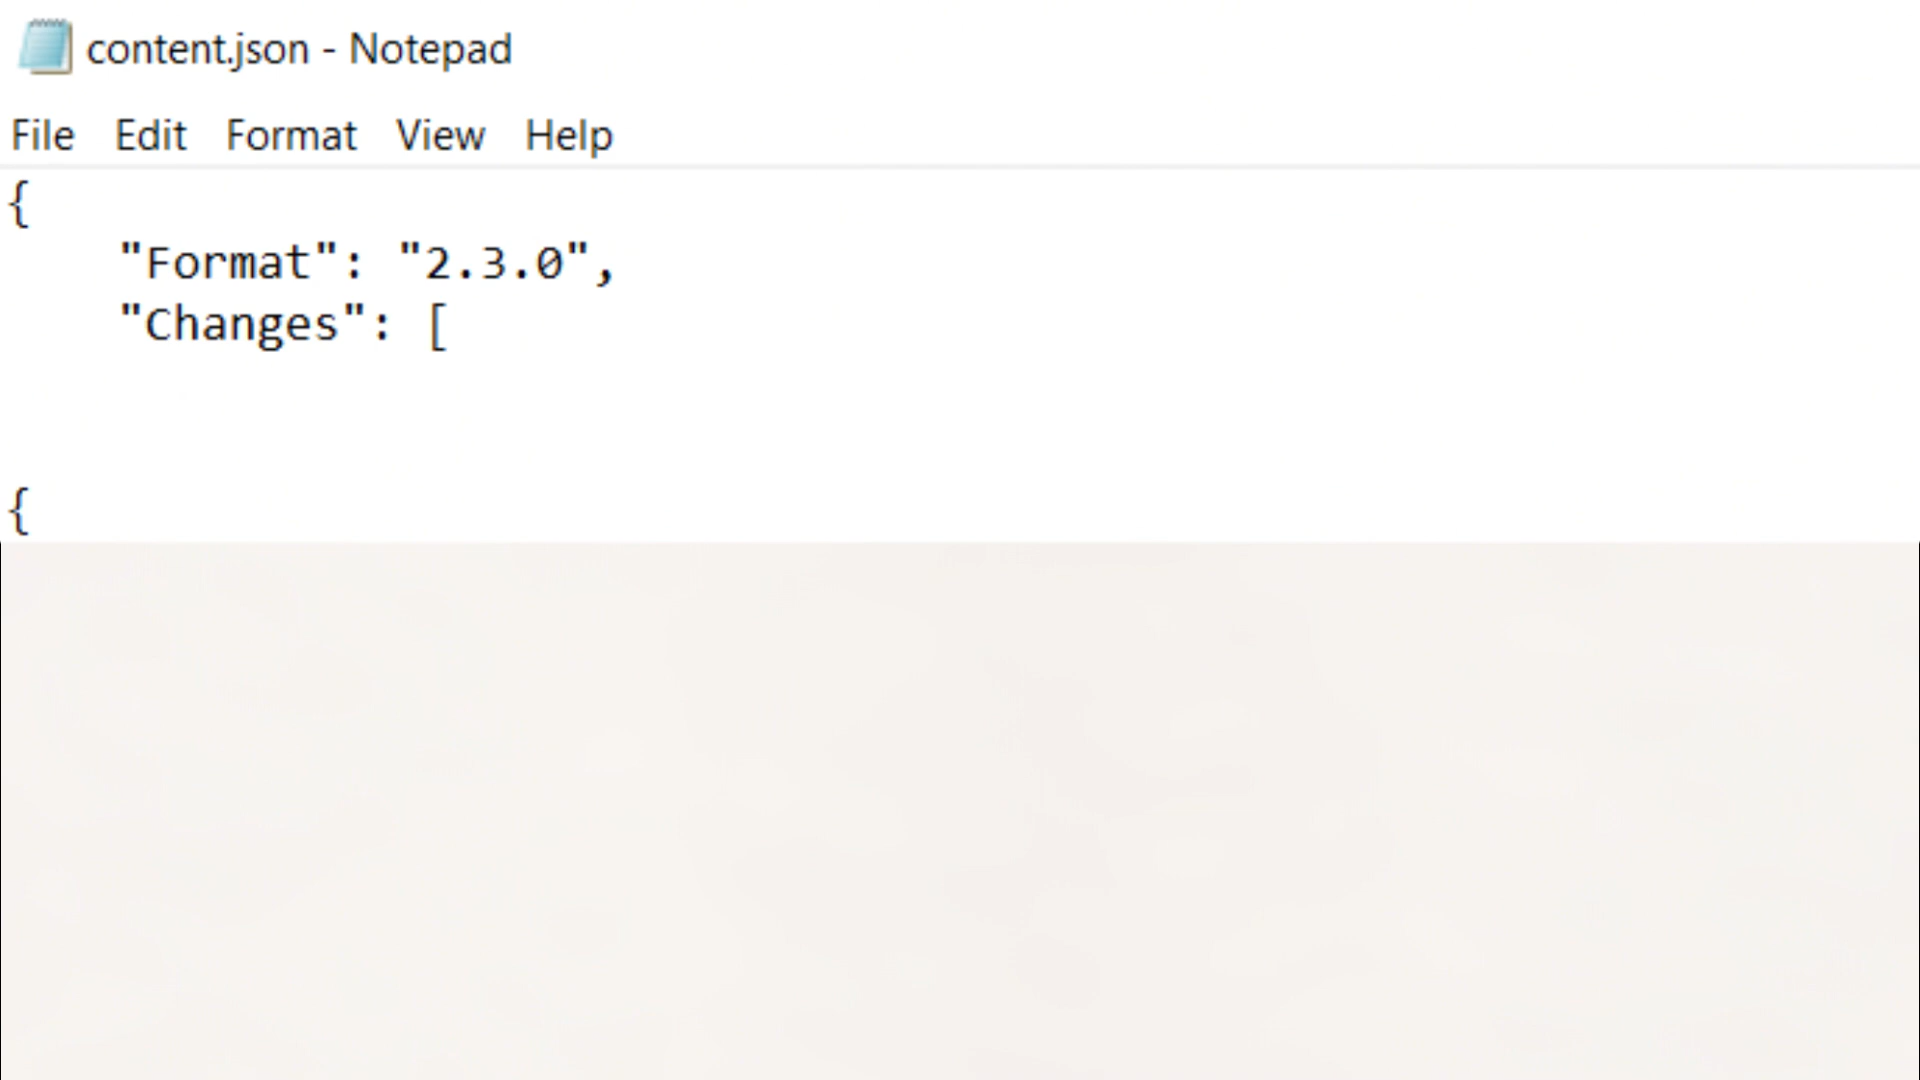 content.json - Notepad
File Edit Format View Help
{
    "Format": "2.3.0",
    "Changes": [
{